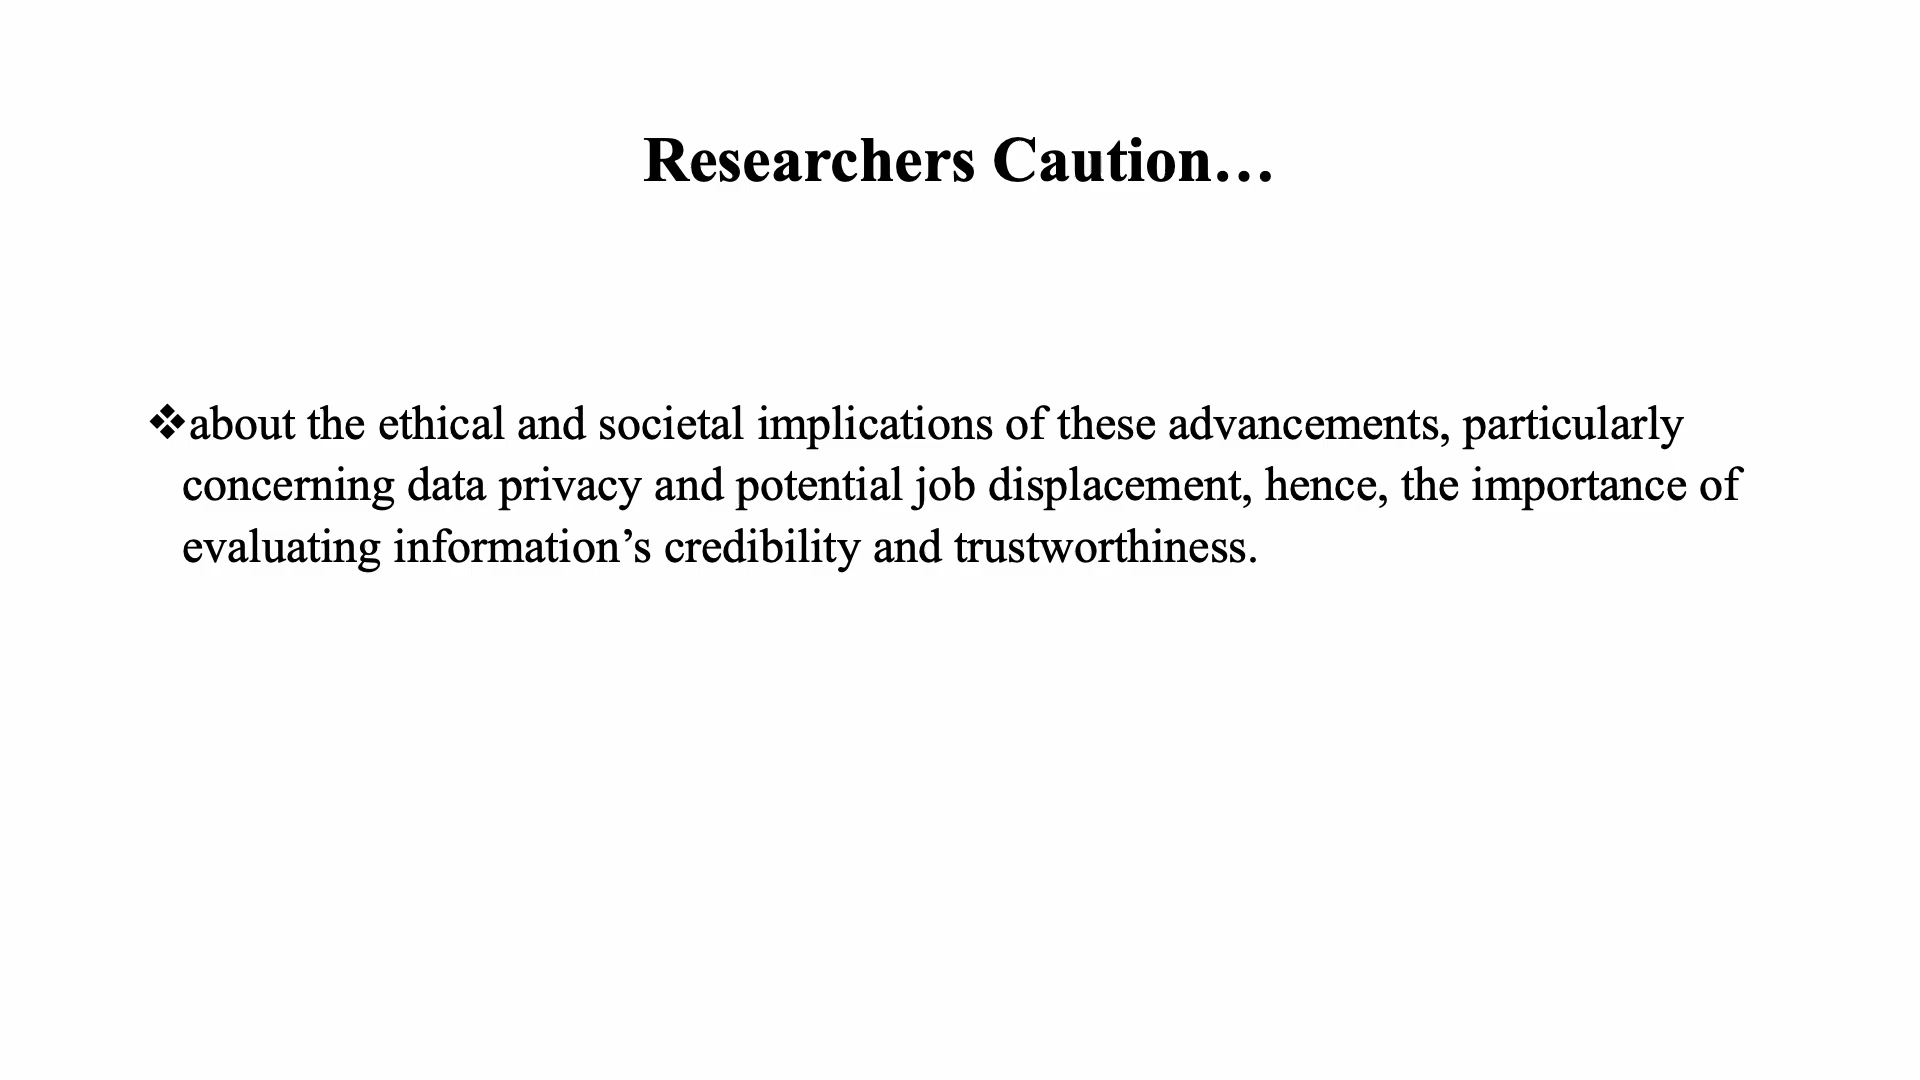 Researchers Caution…
❖about the ethical and societal implications of these advancements, particularly
concerning data privacy and potential job displacement, hence, the importance of
evaluating information’s credibility and trustworthiness.